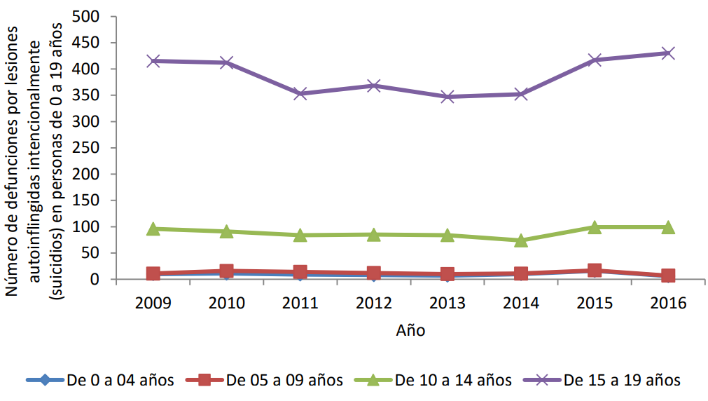 Número de defunciones por lesiones
autoinflingidas intencionalmente
(suicidios) en personas de 0 a 19 años
500
450
400
350
300
250
200
150
100
50
0
2009 2010 2011 2012 2013 2014 2015 2016
Año
De 0 a 04 años De 05 a 09 años De 10 a 14 años De 15 a 19 años